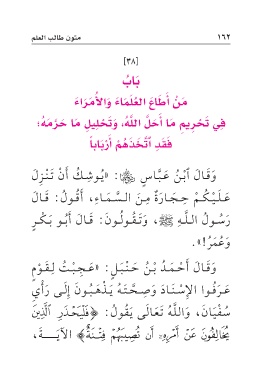 ١٦٢ متون طالب العلم
[٣٨]
بَابُ
مَنْ أَطَاعَ العُلَمَاءَ وَالأُمَرَاءَ
فِي تَحْرِيمِ مَا أَحَلَّ اللَّهُ، وَتَحْلِيلِ مَا حَرَّمَهُ؛
فَقَدِ اتَّخَذَهُمْ أَرْبَاباً
وَقَالَ ابْنُ عَبَّاسٍ ﷺ: «يُوشِكُ أَنْ تَنْزِلَ
عَلَيْكُمْ حِجَارَةٌ مِنَ السَّمَاءِ، أَقُولُ: قَالَ
رَسُولُ اللَّهِ ﷺ، وَتَقُولُونَ: قَالَ أَبُو بَكْرٍ
وَعُمَرُ!».
وَقَالَ أَحْمَدُ بْنُ حَنْبَلٍ: «عَجِبْتُ لِقَوْمٍ
عَرَفُوا الإِسْنَادَ وَصِحَّتَهُ يَذْهَبُونَ إِلَى رَأْيِ
سُفْيَانَ، وَاللَّهُ تَعَالَى يَقُولُ: ﴿فَلْيَحْذَرِ الَّذِينَ
يُخَالِفُونَ عَنْ أَمْرِهِ أَن تُصِيبَهُمْ فِتْنَةٌ﴾ الآيَـةَ،